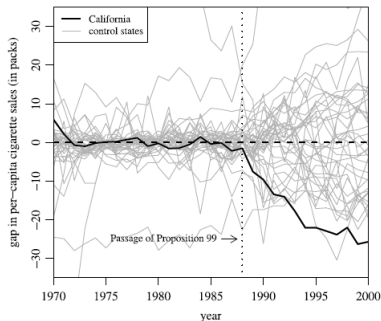 California
control states
gap in per−capita cigarette sales (in packs)
30
20
10
0
−10
−20
−30
Passage of Proposition 99
1970
1975
1980
1985
1990
1995
2000
year